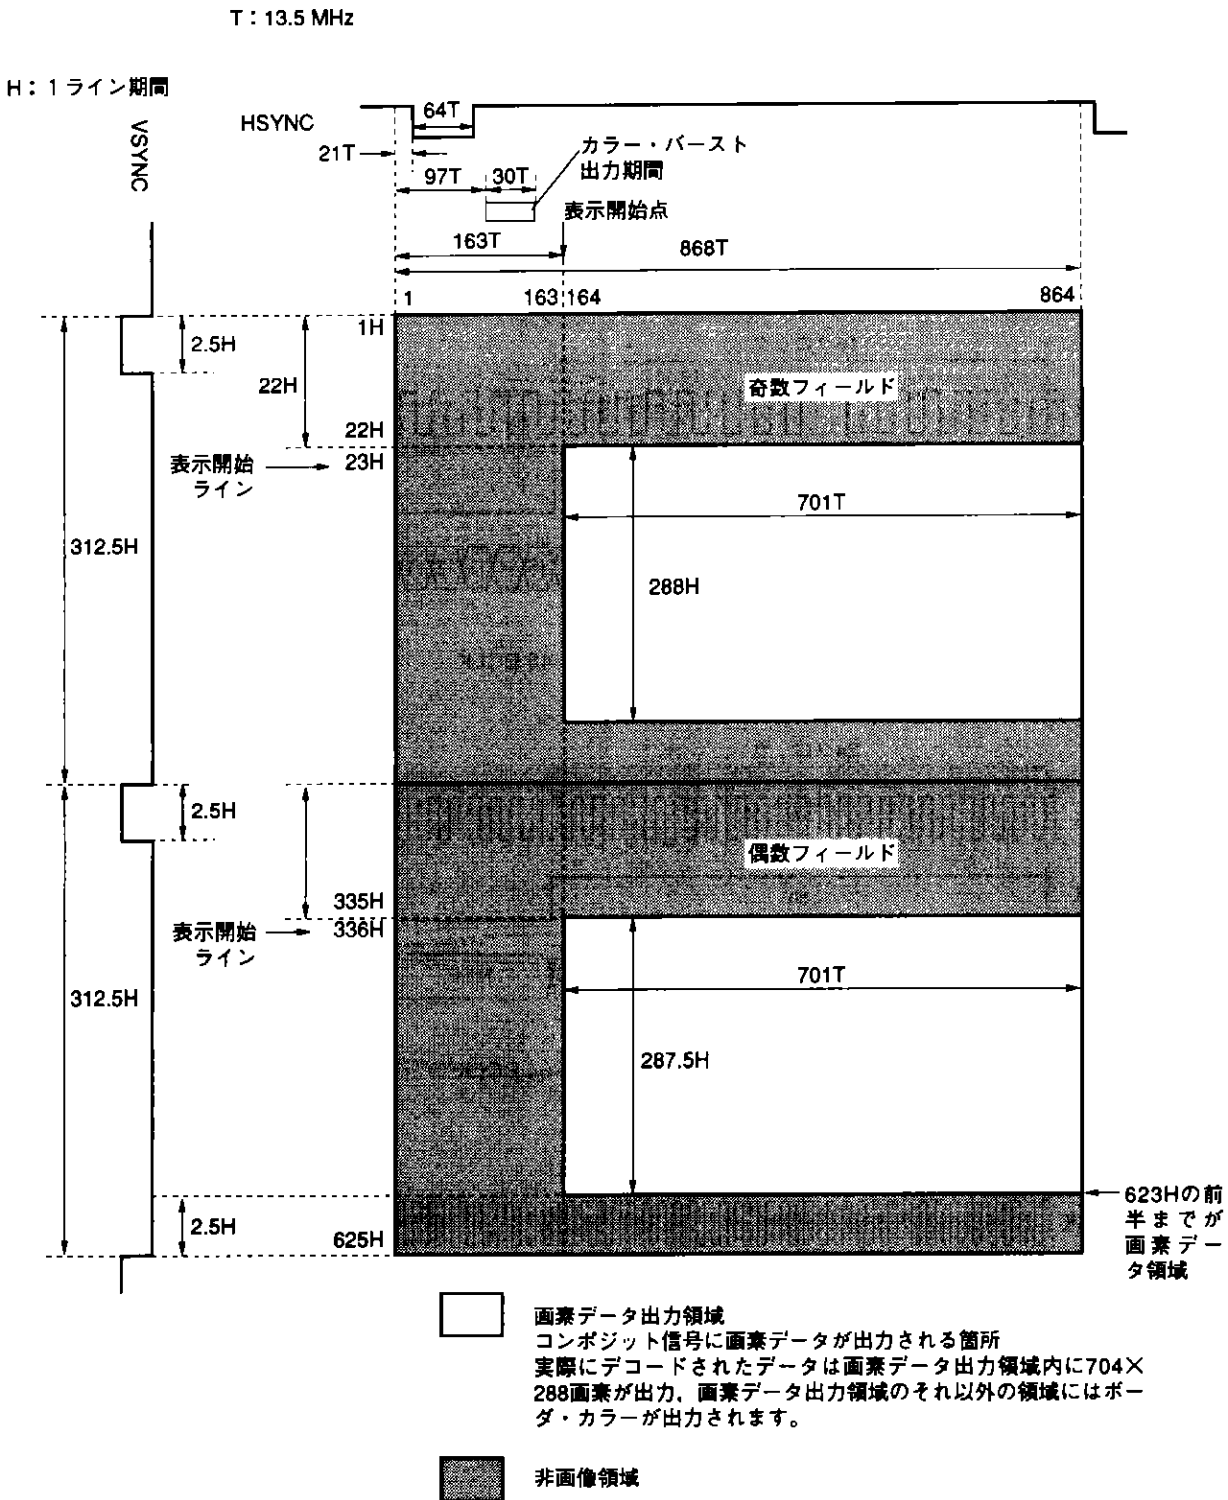 T：13.5 MHz
H：1ライン期間
VSYNC
HSYNC
64T
21T
カラー・バースト
出力期間
97T
30T
表示開始点
163T
868T
1
163
164
864
1H
2.5H
22H
奇数フィールド
22H
23H
表示開始
ライン
701T
312.5H
288H
2.5H
偶数フィールド
335H
336H
表示開始
ライン
701T
312.5H
287.5H
2.5H
625H
623Hの前
半までが
画素デー
タ領域
画素データ出力領域
コンポジット信号に画素データが出力される箇所
実際にデコードされたデータは画素データ出力領域内に704×
288画素が出力，画素データ出力領域のそれ以外の領域にはボー
ダ・カラーが出力されます。
非画像領域